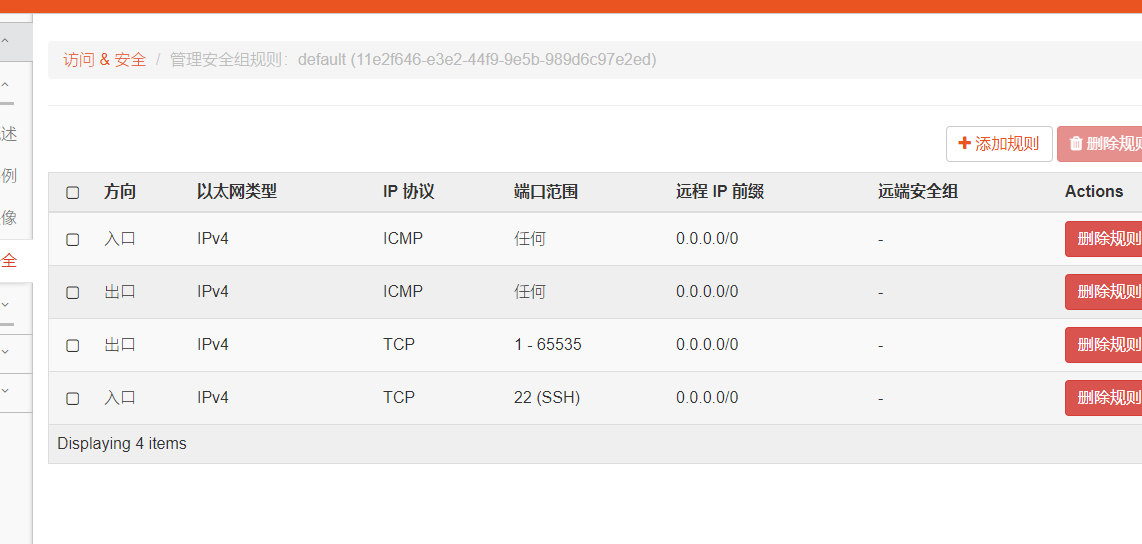 访问 & 安全 / 管理安全组规则： default (11e2f646-e3e2-44f9-9e5b-989d6c97e2ed)
添加规则 删除规则
方向 以太网类型 IP 协议 端口范围 远程 IP 前缀 远端安全组 Actions
入口 IPv4 ICMP 任何 0.0.0.0/0 - 删除规则
出口 IPv4 ICMP 任何 0.0.0.0/0 - 删除规则
出口 IPv4 TCP 1 - 65535 0.0.0.0/0 - 删除规则
入口 IPv4 TCP 22 (SSH) 0.0.0.0/0 - 删除规则
Displaying 4 items
述
例
像
全